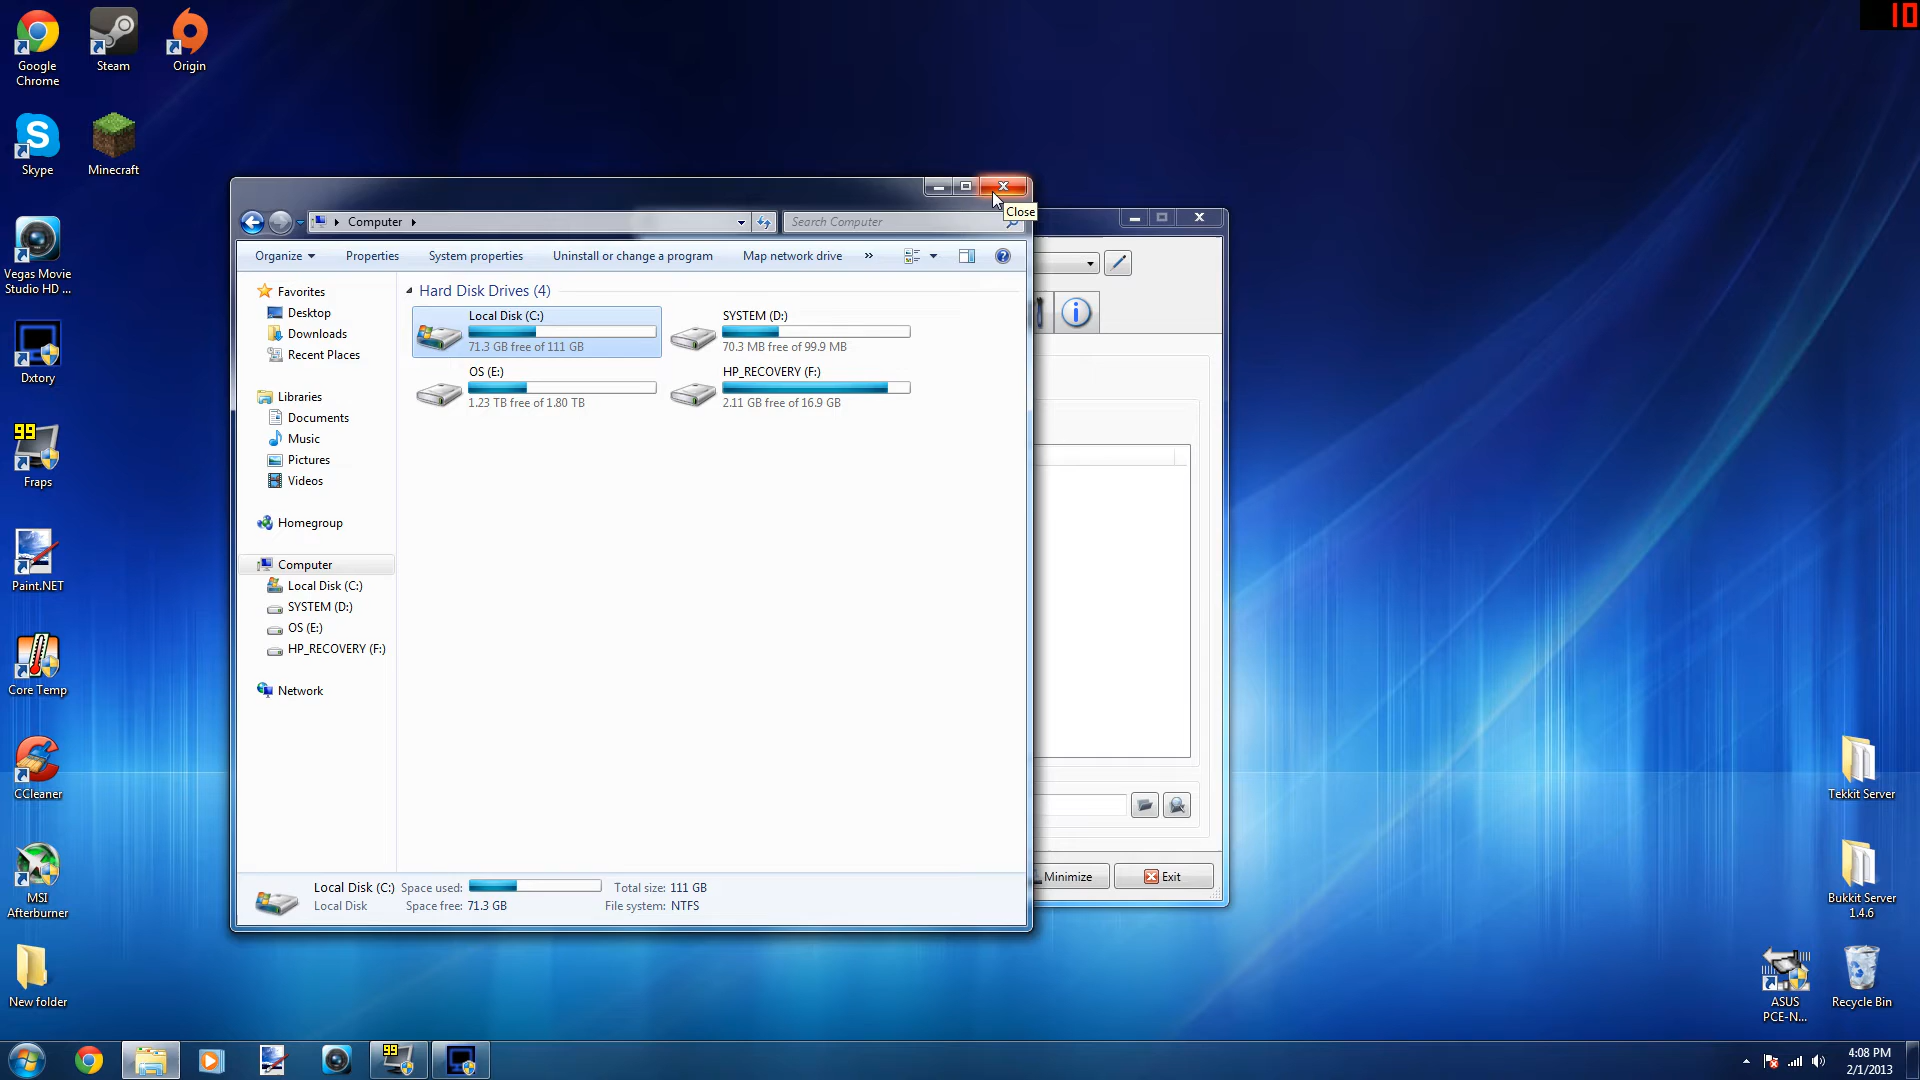 10
Google
Chrome
Steam
Origin
Skype
Minecraft
Vegas Movie
Studio HD ...
Dxtory
99
Fraps
Paint.NET
Core Temp
CCleaner
MSI
Afterburner
New folder
Computer
Search Computer
Close
Organize
Properties
System properties
Uninstall or change a program
Map network drive
»
Favorites
Desktop
Downloads
Recent Places
Libraries
Documents
Music
Pictures
Videos
Homegroup
Computer
Local Disk (C:)
SYSTEM (D:)
OS (E:)
HP_RECOVERY (F:)
Network
Hard Disk Drives (4)
Local Disk (C:)
71.3 GB free of 111 GB
SYSTEM (D:)
70.3 MB free of 99.9 MB
OS (E:)
1.23 TB free of 1.80 TB
HP_RECOVERY (F:)
2.11 GB free of 16.9 GB
Local Disk (C:) Space used: Total size: 111 GB
Local Disk Space free: 71.3 GB File system: NTFS
Minimize
Exit
Tekkit Server
Bukkit Server
1.4.6
ASUS
PCE-N...
Recycle Bin
99
4:08 PM
2/1/2013